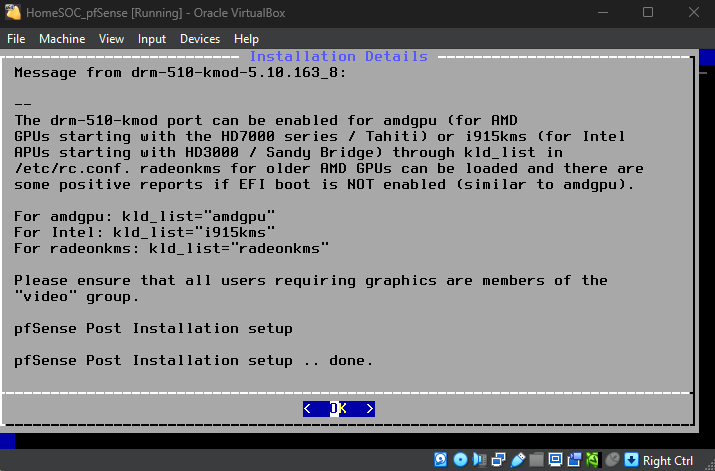 HomeSOC_pfSense [Running] - Oracle VirtualBox
File Machine View Input Devices Help
Installation Details
Message from drm-510-kmod-5.10.163_8:
--
The drm-510-kmod port can be enabled for amdgpu (for AMD
GPUs starting with the HD7000 series / Tahiti) or i915kms (for Intel
APUs starting with HD3000 / Sandy Bridge) through kld_list in
/etc/rc.conf. radeonkms for older AMD GPUs can be loaded and there are
some positive reports if EFI boot is NOT enabled (similar to amdgpu).
For amdgpu: kld_list="amdgpu"
For Intel: kld_list="i915kms"
For radeonkms: kld_list="radeonkms"
Please ensure that all users requiring graphics are members of the
"video" group.
pfSense Post Installation setup
pfSense Post Installation setup .. done.
< OK >
Right Ctrl